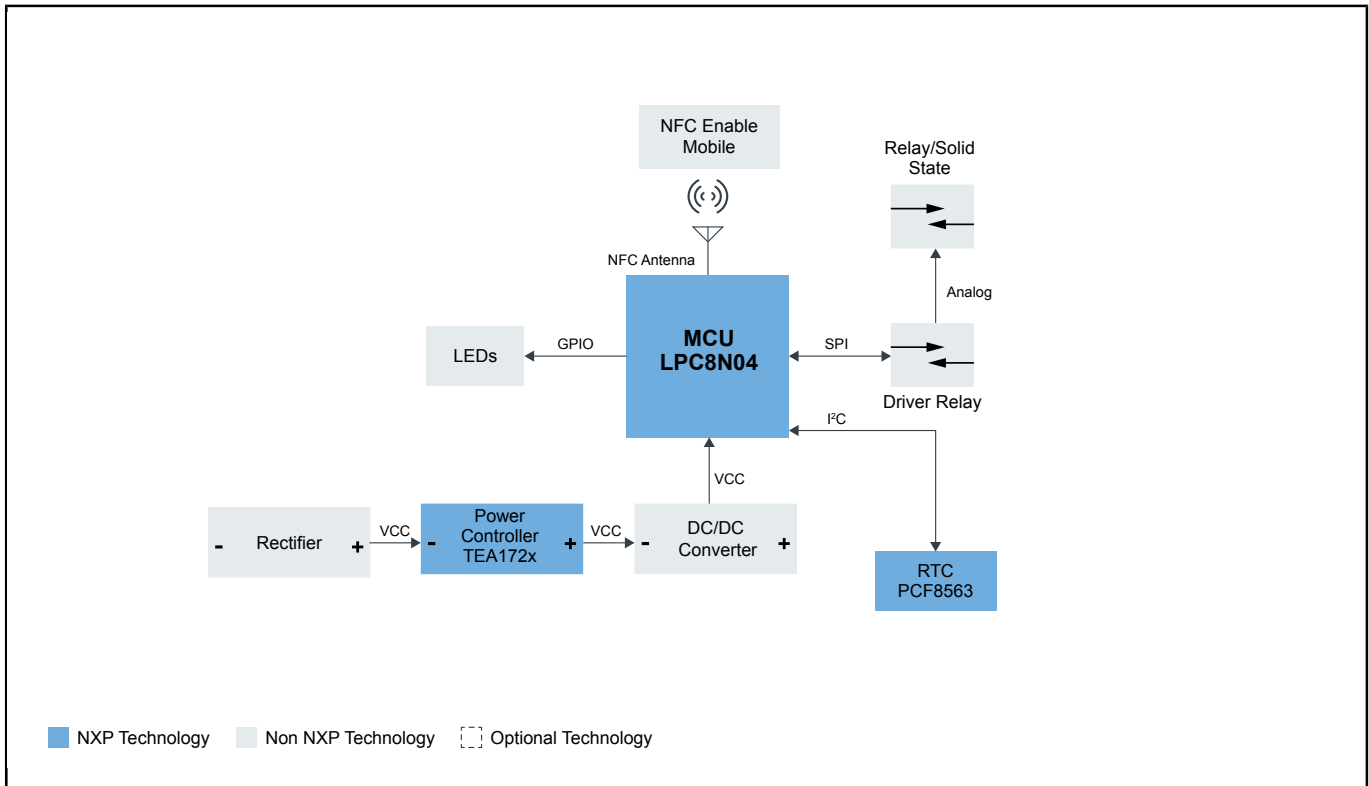 NFC Enable
Mobile
Relay/Solid
State
NFC Antenna
Analog
MCU
LPC8N04
LEDs
GPIO
SPI
Driver Relay
I²C
VCC
- Rectifier +
VCC
Power
Controller
TEA172x
- +
VCC
DC/DC
Converter
- +
RTC
PCF8563
NXP Technology
Non NXP Technology
Optional Technology